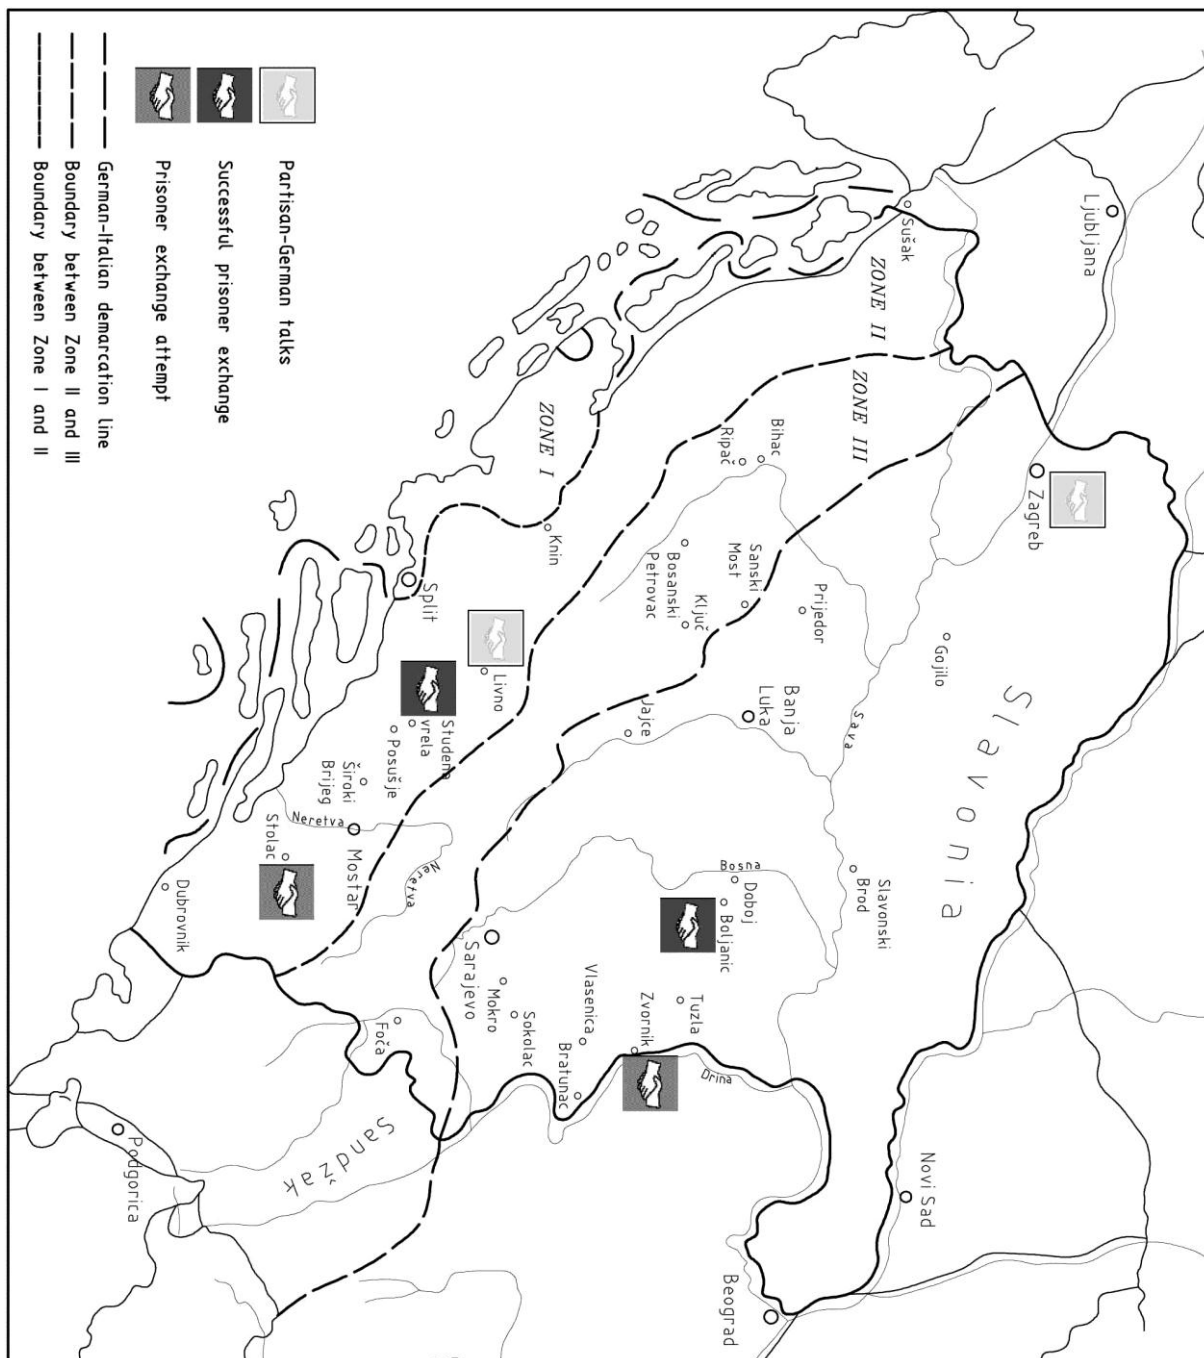 Ljubljana
Sušak
ZONE II
ZONE III
ZONE I
Zagreb
Bihac
Ripač
Knin
Split
Bosanski
Petrovac
Ključ
Sanski
Most
Prijedor
Gojilo
Slavonia
Sava
Banja
Luka
Jajce
Livno
Studena
vrela
Posušje
Široki
Brijeg
Neretva
Mostar
Neretva
Stolac
Dubrovnik
Slavonski
Brod
Bosna
Doboj
Boljanic
Tuzla
Zvornik
Drina
Vlasenica
Bratunac
Sarajevo
Mokro
Sokolac
Foča
Sandžak
Podgorica
Novi Sad
Beograd
Partisan-German talks
Successful prisoner exchange
Prisoner exchange attempt
German-Italian demarcation line
Boundary between Zone II and III
Boundary between Zone I and II